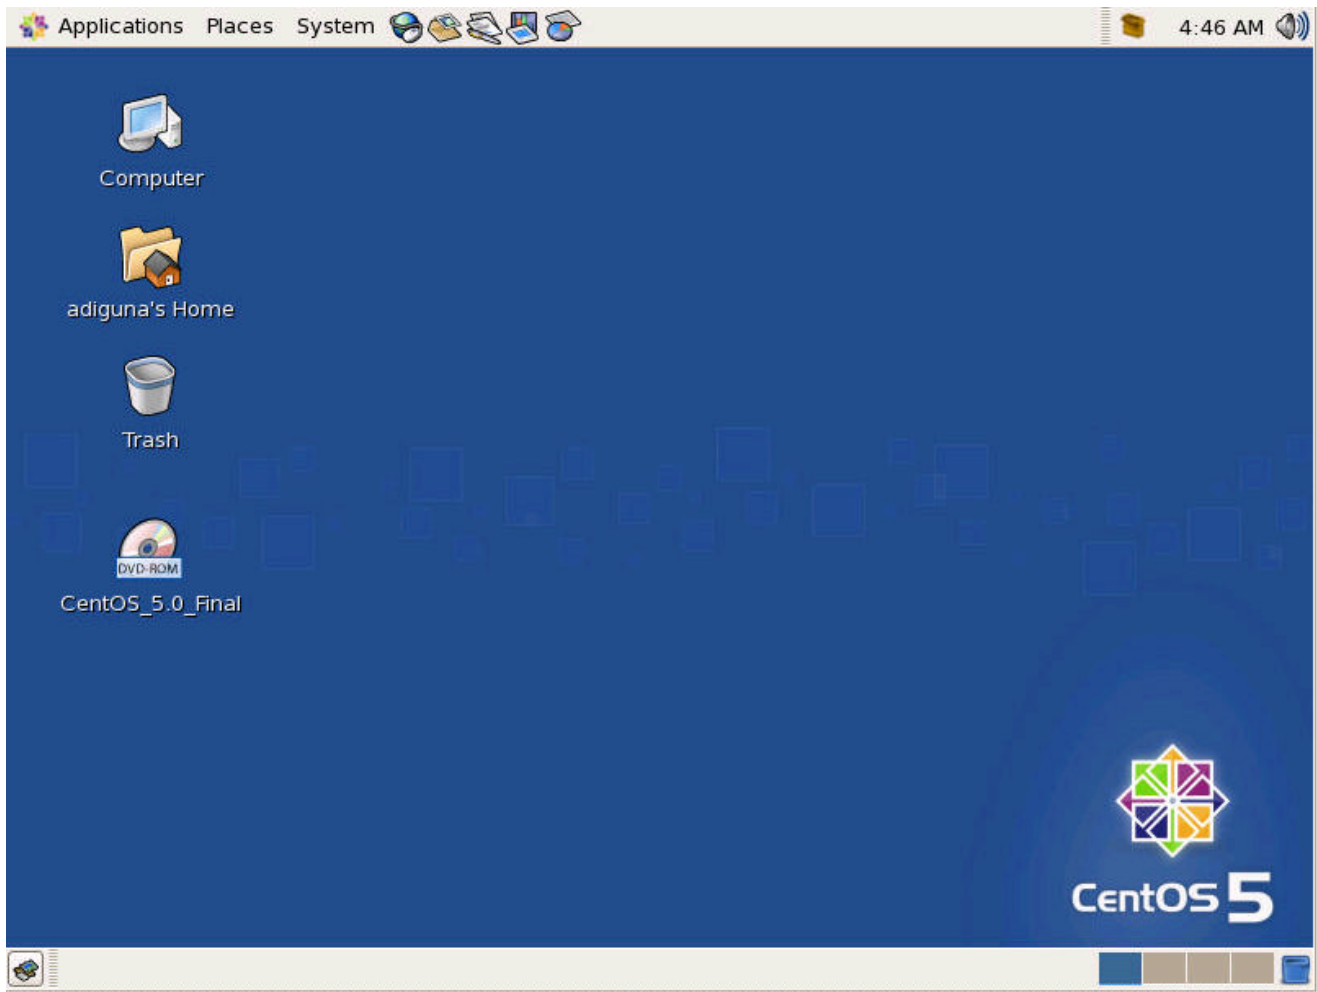 Applications Places System 4:46 AM
Computer
adiguna's Home
Trash
DVD-ROM
CentOS_5.0_Final
CentOS 5